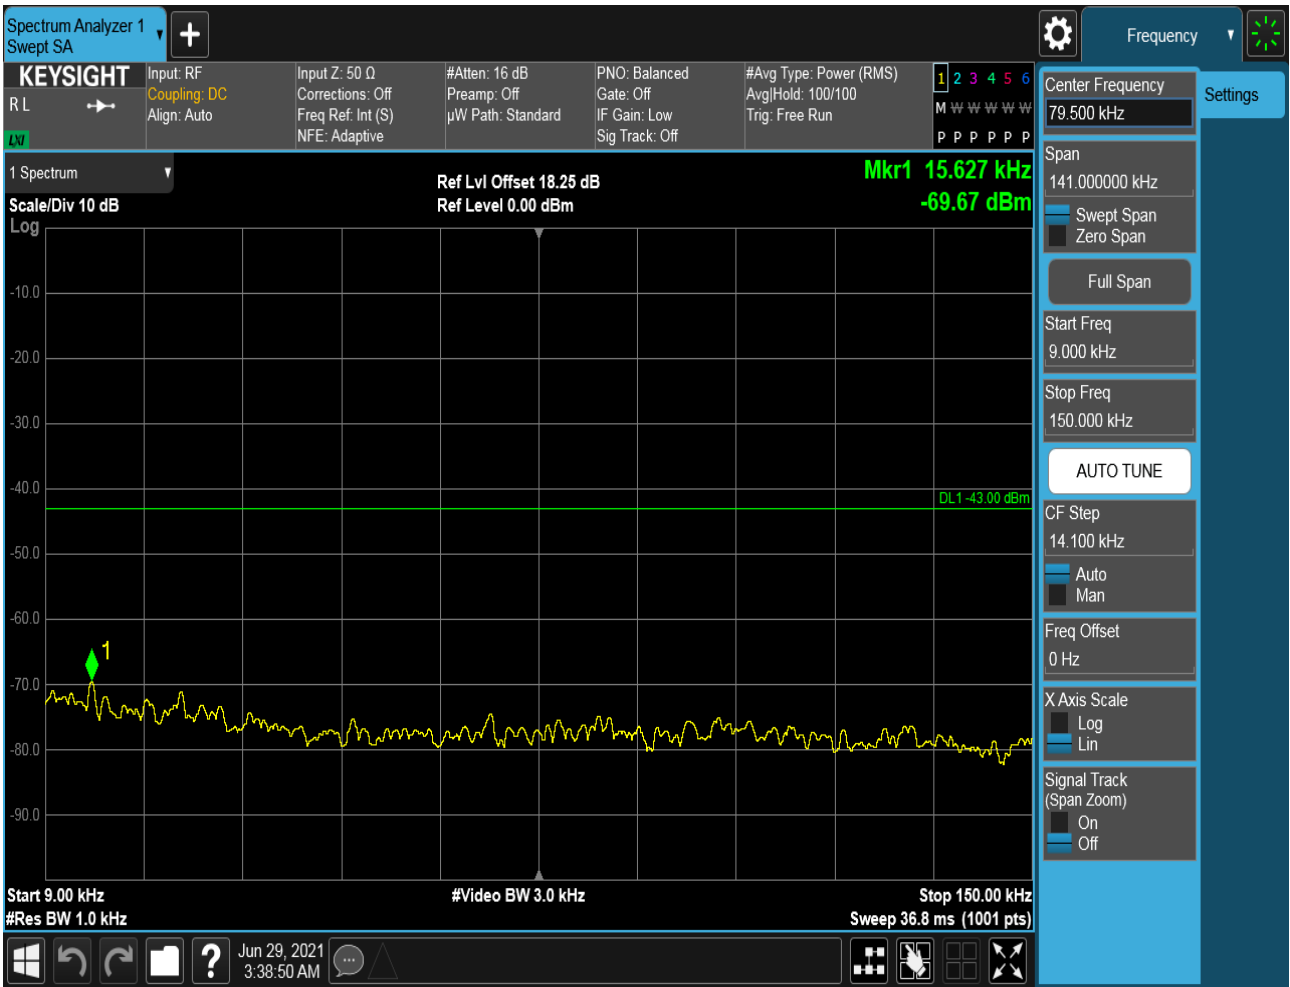 Spectrum Analyzer 1
Swept SA
+
Frequency
KEYSIGHT
R L
LXI
Input: RF
Coupling: DC
Align: Auto
Input Z: 50 Ω
Corrections: Off
Freq Ref: Int (S)
NFE: Adaptive
#Atten: 16 dB
Preamp: Off
µW Path: Standard
PNO: Balanced
Gate: Off
IF Gain: Low
Sig Track: Off
#Avg Type: Power (RMS)
Avg|Hold: 100/100
Trig: Free Run
1 2 3 4 5 6
M W W W W W
P P P P P P
1 Spectrum
Scale/Div 10 dB
Log
Ref Lvl Offset 18.25 dB
Ref Level 0.00 dBm
Mkr1 15.627 kHz
-69.67 dBm
-10.0
-20.0
-30.0
-40.0
DL1 -43.00 dBm
-50.0
-60.0
1
-70.0
-80.0
-90.0
Start 9.00 kHz
#Res BW 1.0 kHz
#Video BW 3.0 kHz
Stop 150.00 kHz
Sweep 36.8 ms (1001 pts)
Center Frequency
79.500 kHz
Settings
Span
141.000000 kHz
Swept Span
Zero Span
Full Span
Start Freq
9.000 kHz
Stop Freq
150.000 kHz
AUTO TUNE
CF Step
14.100 kHz
Auto
Man
Freq Offset
0 Hz
X Axis Scale
Log
Lin
Signal Track
(Span Zoom)
On
Off
?
Jun 29, 2021
3:38:50 AM